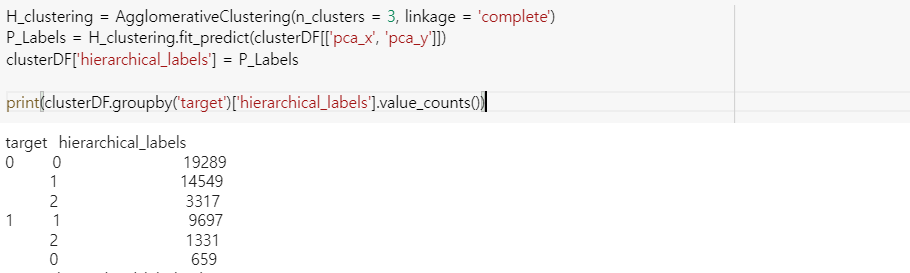 H_clustering = AgglomerativeClustering(n_clusters = 3, linkage = 'complete')
P_Labels = H_clustering.fit_predict(clusterDF[['pca_x', 'pca_y']])
clusterDF['hierarchical_labels'] = P_Labels
print(clusterDF.groupby('target')['hierarchical_labels'].value_counts())
target hierarchical_labels
0 0 19289
1 14549
2 3317
1 1 9697
2 1331
0 659